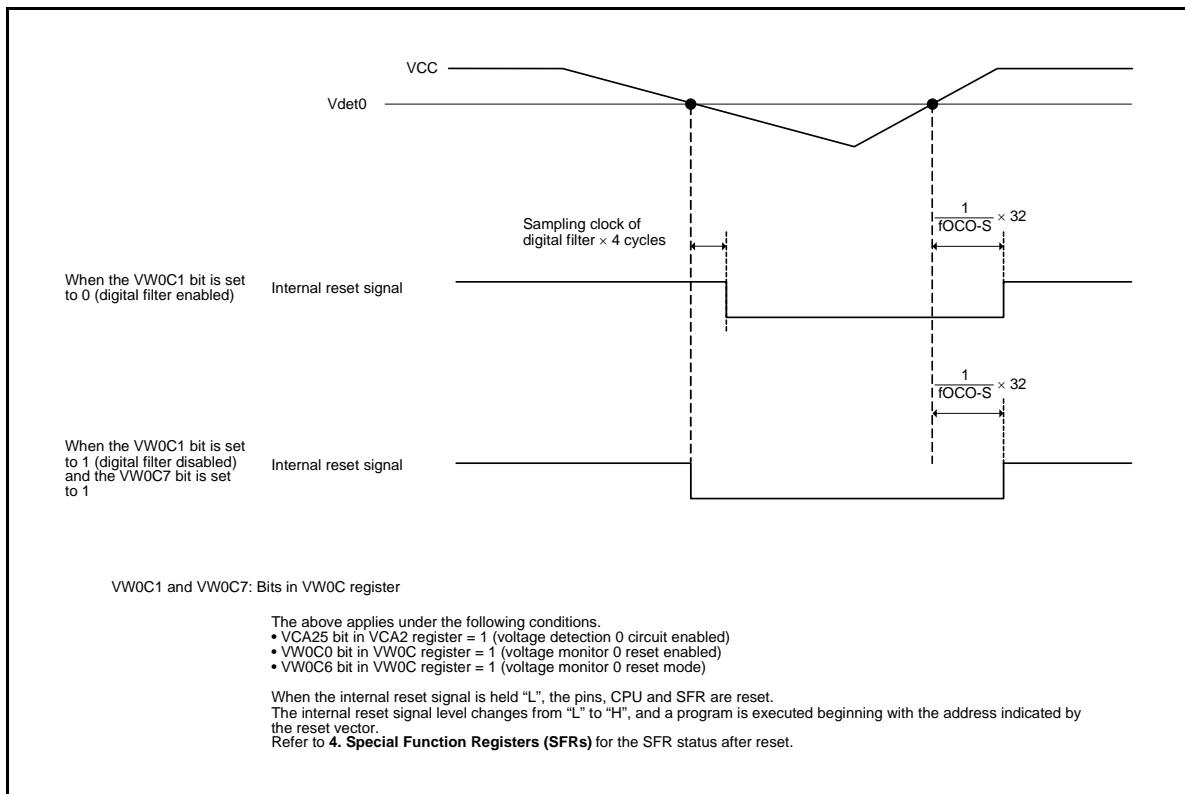 VCC
Vdet0
Sampling clock of
digital filter × 4 cycles
1
fOCO-S × 32
When the VW0C1 bit is set
to 0 (digital filter enabled)
Internal reset signal
1
fOCO-S × 32
When the VW0C1 bit is set
to 1 (digital filter disabled)
and the VW0C7 bit is set
to 1
Internal reset signal
VW0C1 and VW0C7: Bits in VW0C register
The above applies under the following conditions.
• VCA25 bit in VCA2 register = 1 (voltage detection 0 circuit enabled)
• VW0C0 bit in VW0C register = 1 (voltage monitor 0 reset enabled)
• VW0C6 bit in VW0C register = 1 (voltage monitor 0 reset mode)
When the internal reset signal is held “L”, the pins, CPU and SFR are reset.
The internal reset signal level changes from “L” to “H”, and a program is executed beginning with the address indicated by
the reset vector.
Refer to 4. Special Function Registers (SFRs) for the SFR status after reset.